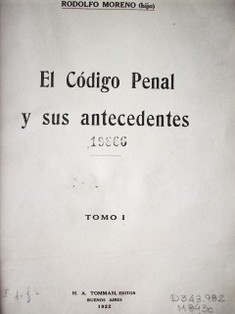 RODOLFO MORENO (hijo)
El Código Penal
y sus antecedentes
19866
TOMO I
H. A. TOMMASI, EDITOR
BUENOS AIRES
1922
D343.982
M843c